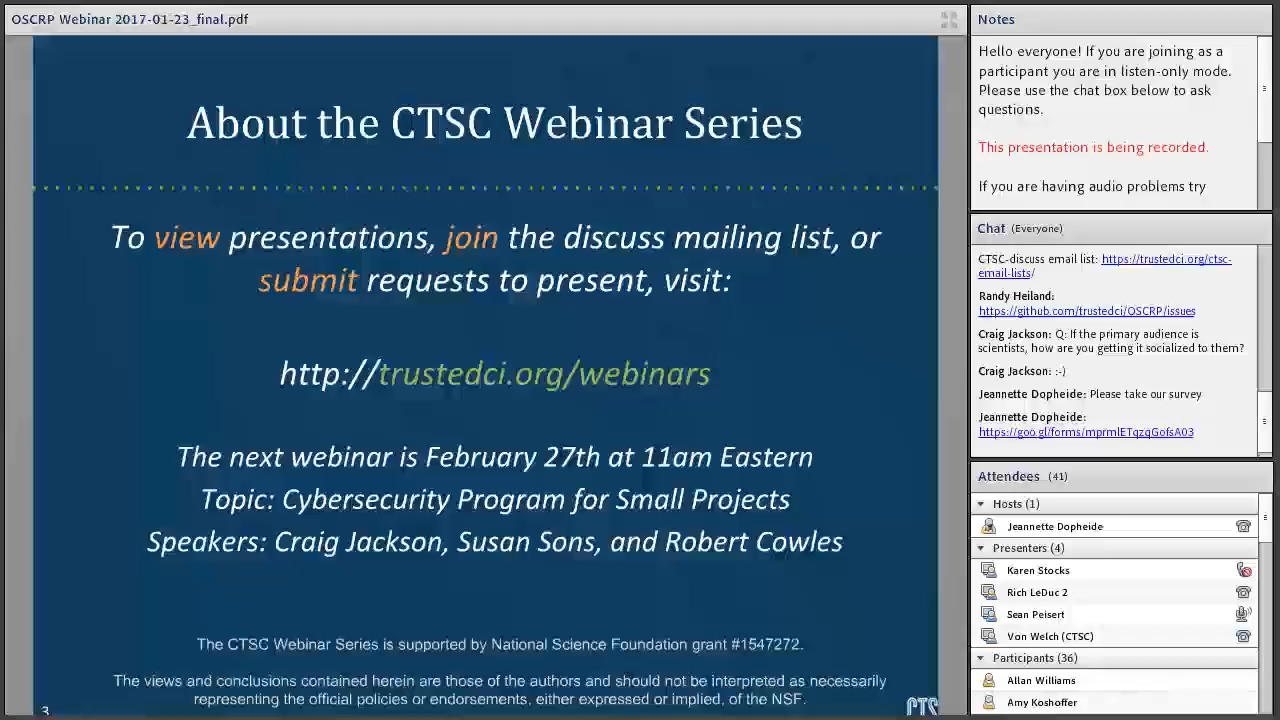 OSCRP Webinar 2017-01-23_final.pdf
About the CTSC Webinar Series
To view presentations, join the discuss mailing list, or
submit requests to present, visit:
http://trustedci.org/webinars
The next webinar is February 27th at 11am Eastern
Topic: Cybersecurity Program for Small Projects
Speakers: Craig Jackson, Susan Sons, and Robert Cowles
The CTSC Webinar Series is supported by National Science Foundation grant #1547272.
The views and conclusions contained herein are those of the authors and should not be interpreted as necessarily
representing the official policies or endorsements, either expressed or implied, of the NSF.
3
CTS
Notes
Hello everyone! If you are joining as a
participant you are in listen-only mode.
Please use the chat box below to ask
questions.
This presentation is being recorded.
If you are having audio problems try
Chat (Everyone)
CTSC-discuss email list: https://trustedci.org/ctsc-
email-lists/
Randy Heiland:
https://github.com/trustedci/OSCRP/issues
Craig Jackson: Q: If the primary audience is
scientists, how are you getting it socialized to them?
Craig Jackson: :-)
Jeannette Dopheide: Please take our survey
Jeannette Dopheide:
https://goo.gl/forms/mprmlETqzqGofsA03
Attendees (41)
Hosts (1)
Jeannette Dopheide
Presenters (4)
Karen Stocks
Rich LeDuc 2
Sean Peisert
Von Welch (CTSC)
Participants (36)
Allan Williams
Amy Koshoffer